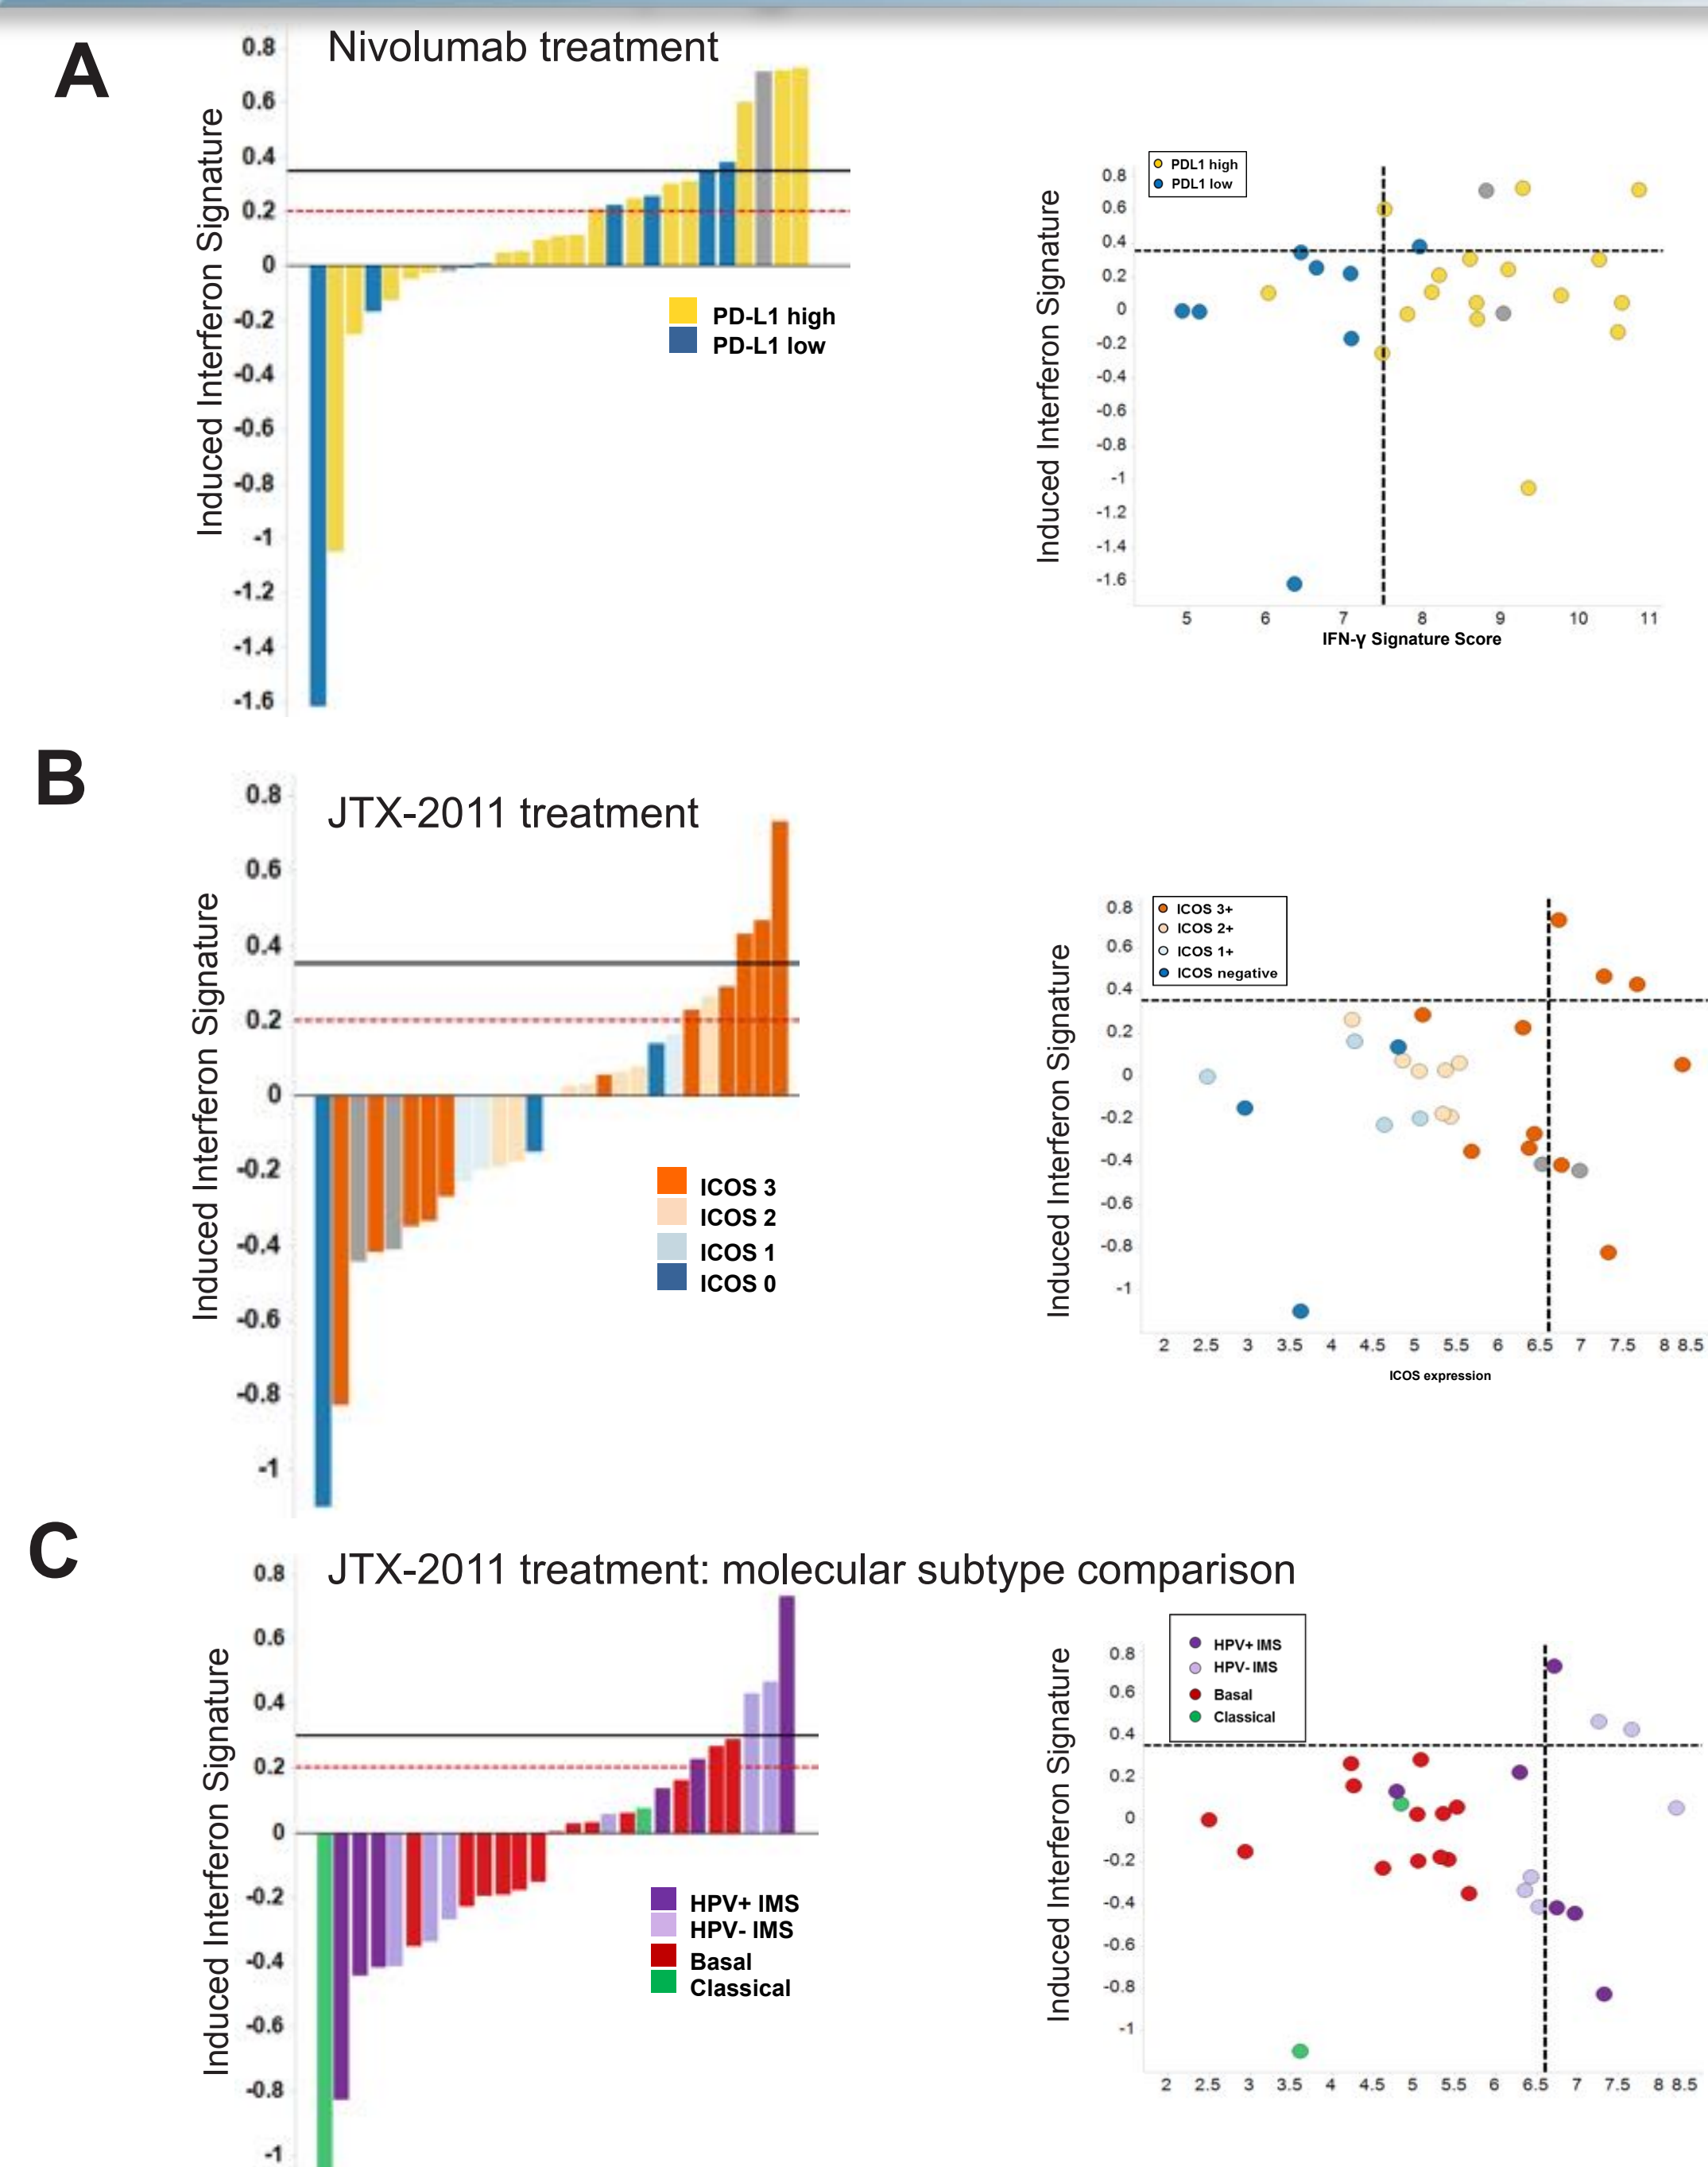 A
Nivolumab treatment
Induced Interferon Signature
0.8
0.6
0.4
0.2
0
-0.2
-0.4
-0.6
-0.8
-1
-1.2
-1.4
-1.6
PD-L1 high
PD-L1 low
Induced Interferon Signature
PDL1 high
PDL1 low
0.8
0.6
0.4
0.2
0
-0.2
-0.4
-0.6
-0.8
-1
-1.2
-1.4
-1.6
5 6 7 8 9 10 11
IFN-γ Signature Score
B
JTX-2011 treatment
Induced Interferon Signature
0.8
0.6
0.4
0.2
0
-0.2
-0.4
-0.6
-0.8
-1
ICOS 3
ICOS 2
ICOS 1
ICOS 0
Induced Interferon Signature
ICOS 3+
ICOS 2+
ICOS 1+
ICOS negative
0.8
0.6
0.4
0.2
0
-0.2
-0.4
-0.6
-0.8
-1
2 2.5 3 3.5 4 4.5 5 5.5 6 6.5 7 7.5 8 8.5
ICOS expression
C
JTX-2011 treatment: molecular subtype comparison
Induced Interferon Signature
0.8
0.6
0.4
0.2
0
-0.2
-0.4
-0.6
-0.8
-1
HPV+ IMS
HPV- IMS
Basal
Classical
Induced Interferon Signature
HPV+ IMS
HPV- IMS
Basal
Classical
0.8
0.6
0.4
0.2
0
-0.2
-0.4
-0.6
-0.8
-1
2 2.5 3 3.5 4 4.5 5 5.5 6 6.5 7 7.5 8 8.5